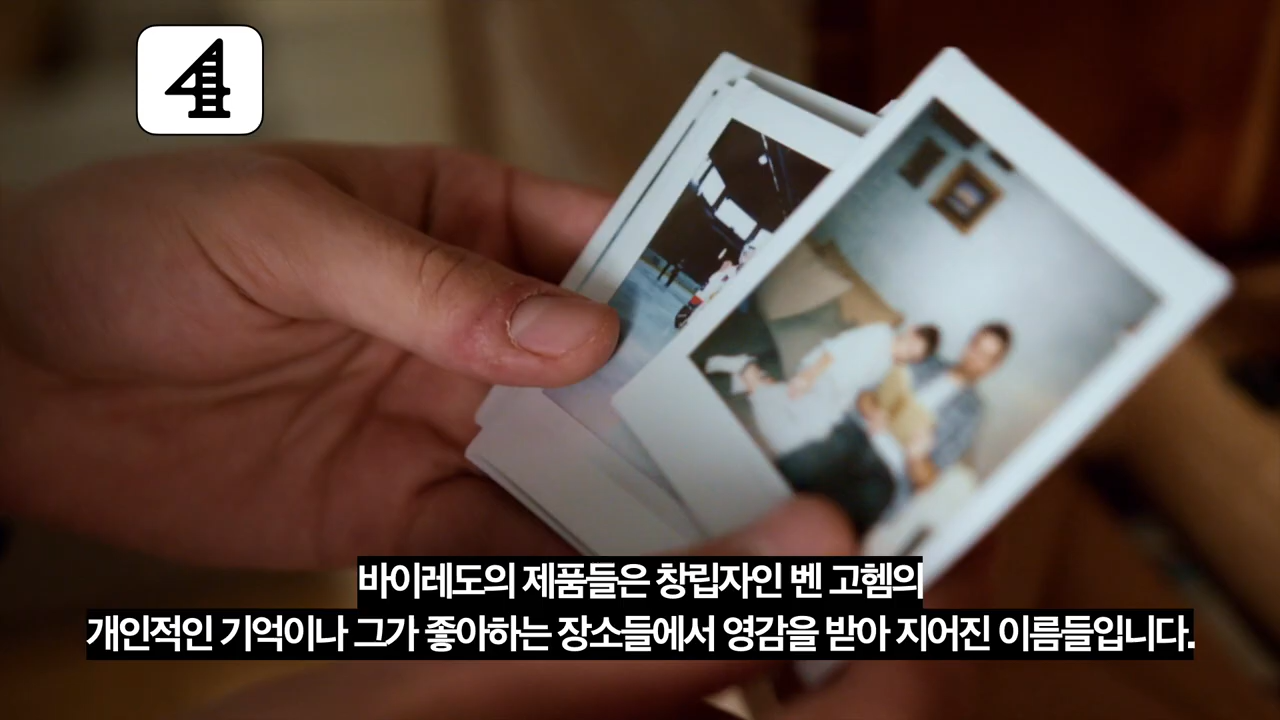 4
바이레도의 제품들은 창립자인 벤 고헴의
개인적인 기억이나 그가 좋아하는 장소들에서 영감을 받아 지어진 이름들입니다.